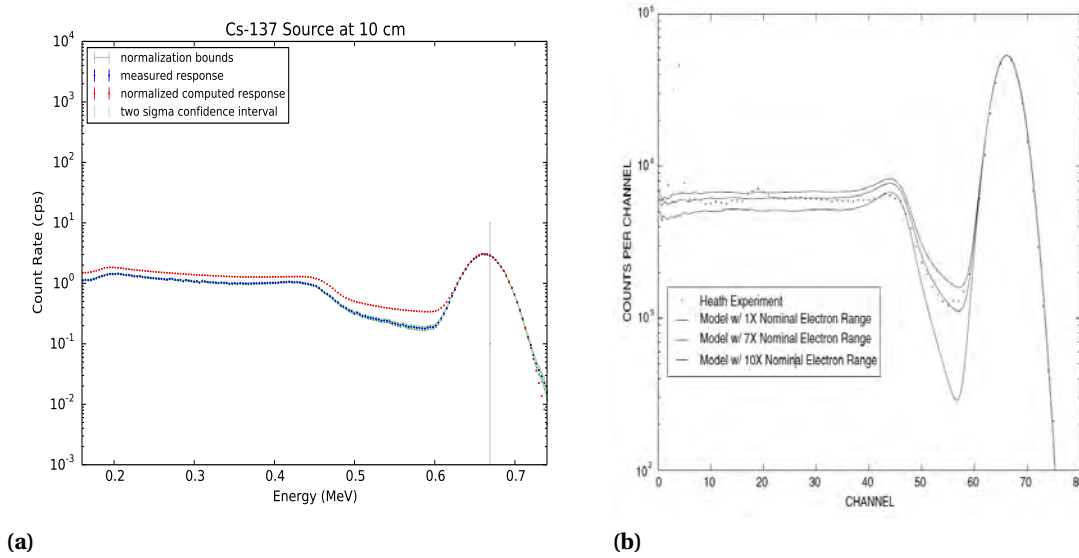 Cs-137 Source at 10 cm
10^4
10^3
10^2
10^1
10^0
10^-1
10^-2
10^-3
Count Rate (cps)
normalization bounds
measured response
normalized computed response
two sigma confidence interval
0.2 0.3 0.4 0.5 0.6 0.7
Energy (MeV)
(a)
10^5
10^4
10^3
10^2
COUNTS PER CHANNEL
Heath Experiment
Model w/ 1X Nominal Electron Range
Model w/ 7X Nominal Electron Range
Model w/ 10X Nominal Electron Range
0 10 20 30 40 50 60 70 80
CHANNEL
(b)